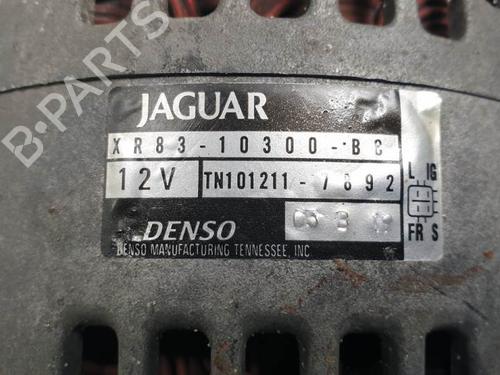 B-PARTS
JAGUAR
XR83-10300-BC
12V TN101211-7892
L IG
DENSO
FR S
DENSO MANUFACTURING TENNESSEE, INC